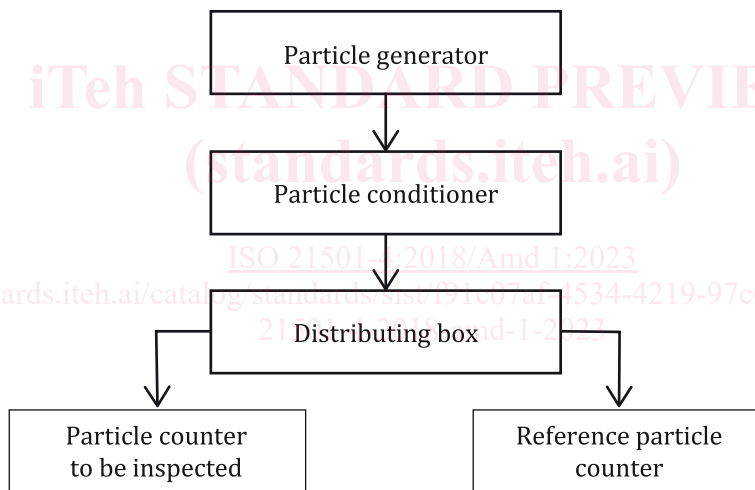 Particle generator
iTeh STANDARD PREVIE
(standards.iteh.ai)
Particle conditioner
ISO 21501-4:2018/Amd 1:2023
Distributing box
Particle counter
to be inspected
Reference particle
counter